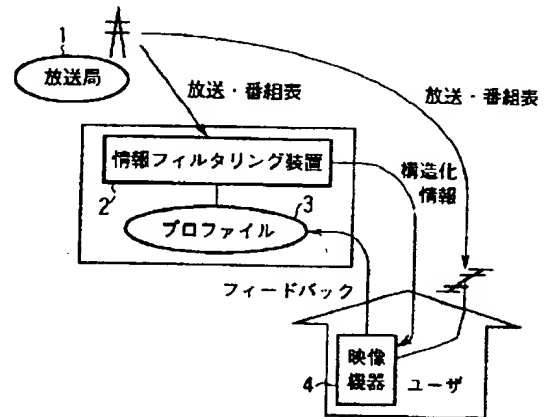 1
放送局
放送・番組表
放送・番組表
情報フィルタリング装置
構造化
情報
2
3
プロファイル
フィードバック
映像
機器
4
ユーザ